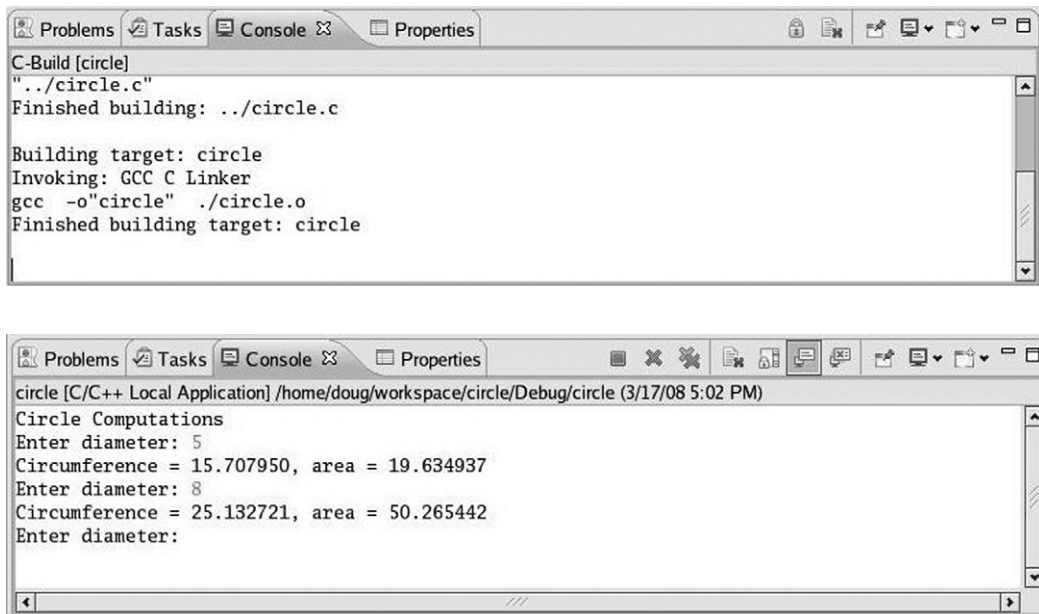 Problems Tasks Console Properties
C-Build [circle]
"../circle.c"
Finished building: ../circle.c
Building target: circle
Invoking: GCC C Linker
gcc -o"circle" ./circle.o
Finished building target: circle
Problems Tasks Console Properties
circle [C/C++ Local Application] /home/doug/workspace/circle/Debug/circle (3/17/08 5:02 PM)
Circle Computations
Enter diameter: 5
Circumference = 15.707950, area = 19.634937
Enter diameter: 8
Circumference = 25.132721, area = 50.265442
Enter diameter: